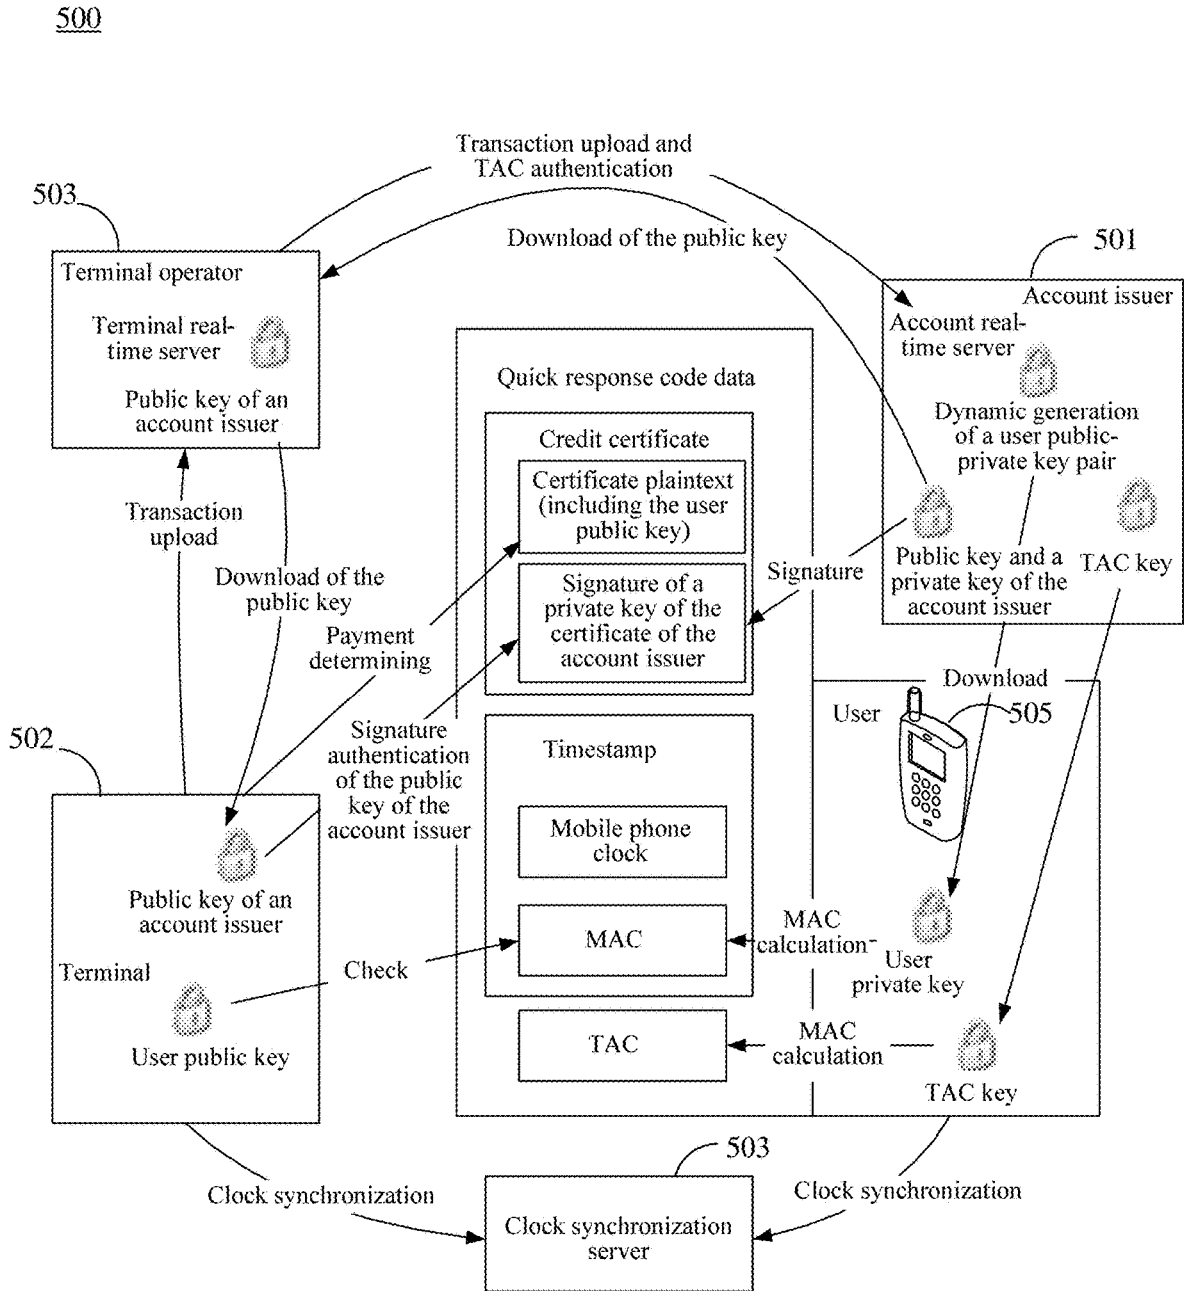 500
Transaction upload and
TAC authentication
503
Download of the public key
501
Terminal operator
Terminal real-
time server
Public key of an
account issuer
Account issuer
Account real-
time server
Dynamic generation
of a user public-
private key pair
Public key and a
private key of the
account issuer
TAC key
Quick response code data
Credit certificate
Certificate plaintext
(including the user
public key)
Signature of a
private key of the
certificate of the
account issuer
Signature
Transaction
upload
Download of the
public key
Payment
determining
Signature
authentication
of the public
key of the
account issuer
502
Download
User
505
Timestamp
Mobile phone
clock
MAC
MAC
calculation
User
private key
Public key of an
account issuer
Terminal
Check
User public key
TAC
MAC
calculation
TAC key
503
Clock synchronization
Clock synchronization
Clock synchronization
server